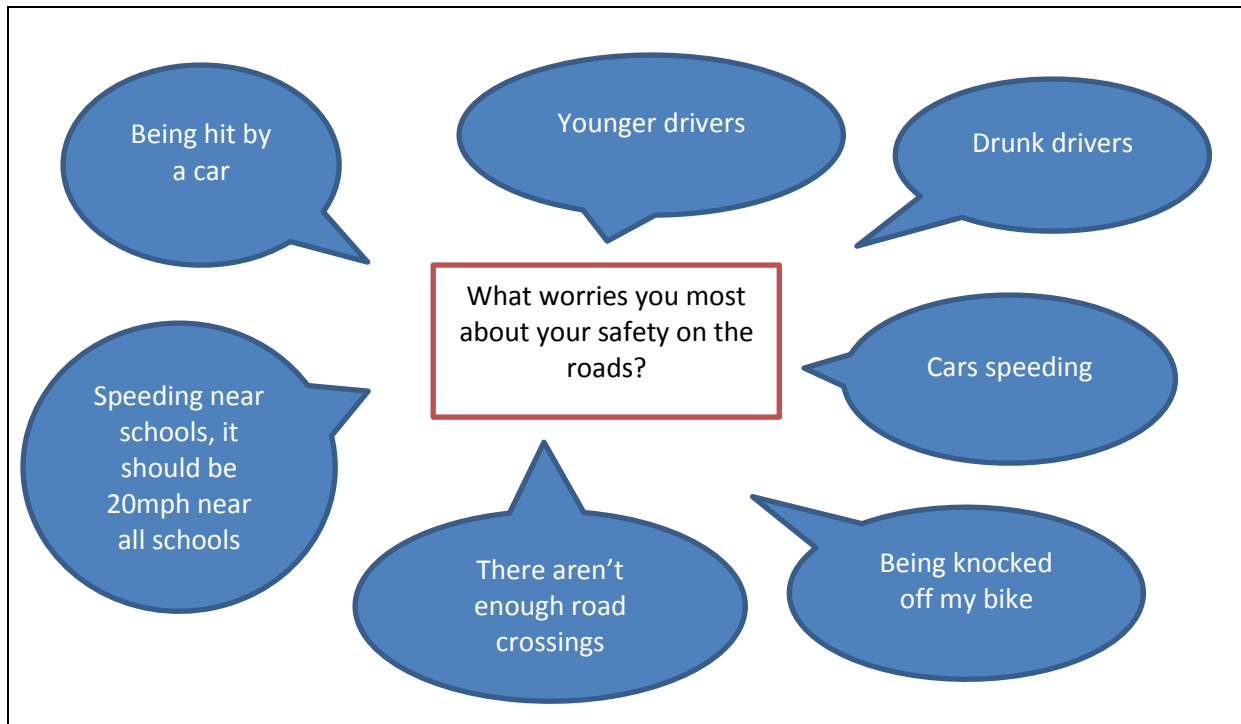 Being hit by
a car
Younger drivers
Drunk drivers
What worries you most
about your safety on the
roads?
Cars speeding
Speeding near
schools, it
should be
20mph near
all schools
There aren’t
enough road
crossings
Being knocked
off my bike